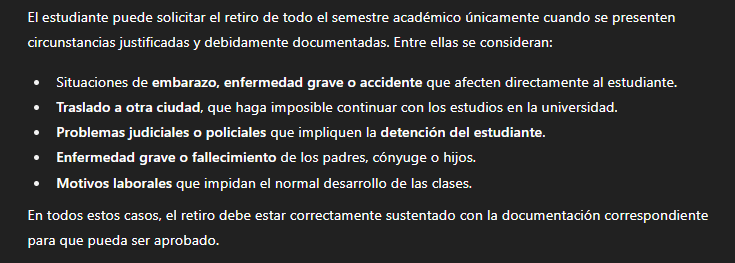 El estudiante puede solicitar el retiro de todo el semestre académico únicamente cuando se presenten
circunstancias justificadas y debidamente documentadas. Entre ellas se consideran:
• Situaciones de embarazo, enfermedad grave o accidente que afecten directamente al estudiante.
• Traslado a otra ciudad, que haga imposible continuar con los estudios en la universidad.
• Problemas judiciales o policiales que impliquen la detención del estudiante.
• Enfermedad grave o fallecimiento de los padres, cónyuge o hijos.
• Motivos laborales que impidan el normal desarrollo de las clases.
En todos estos casos, el retiro debe estar correctamente sustentado con la documentación correspondiente
para que pueda ser aprobado.